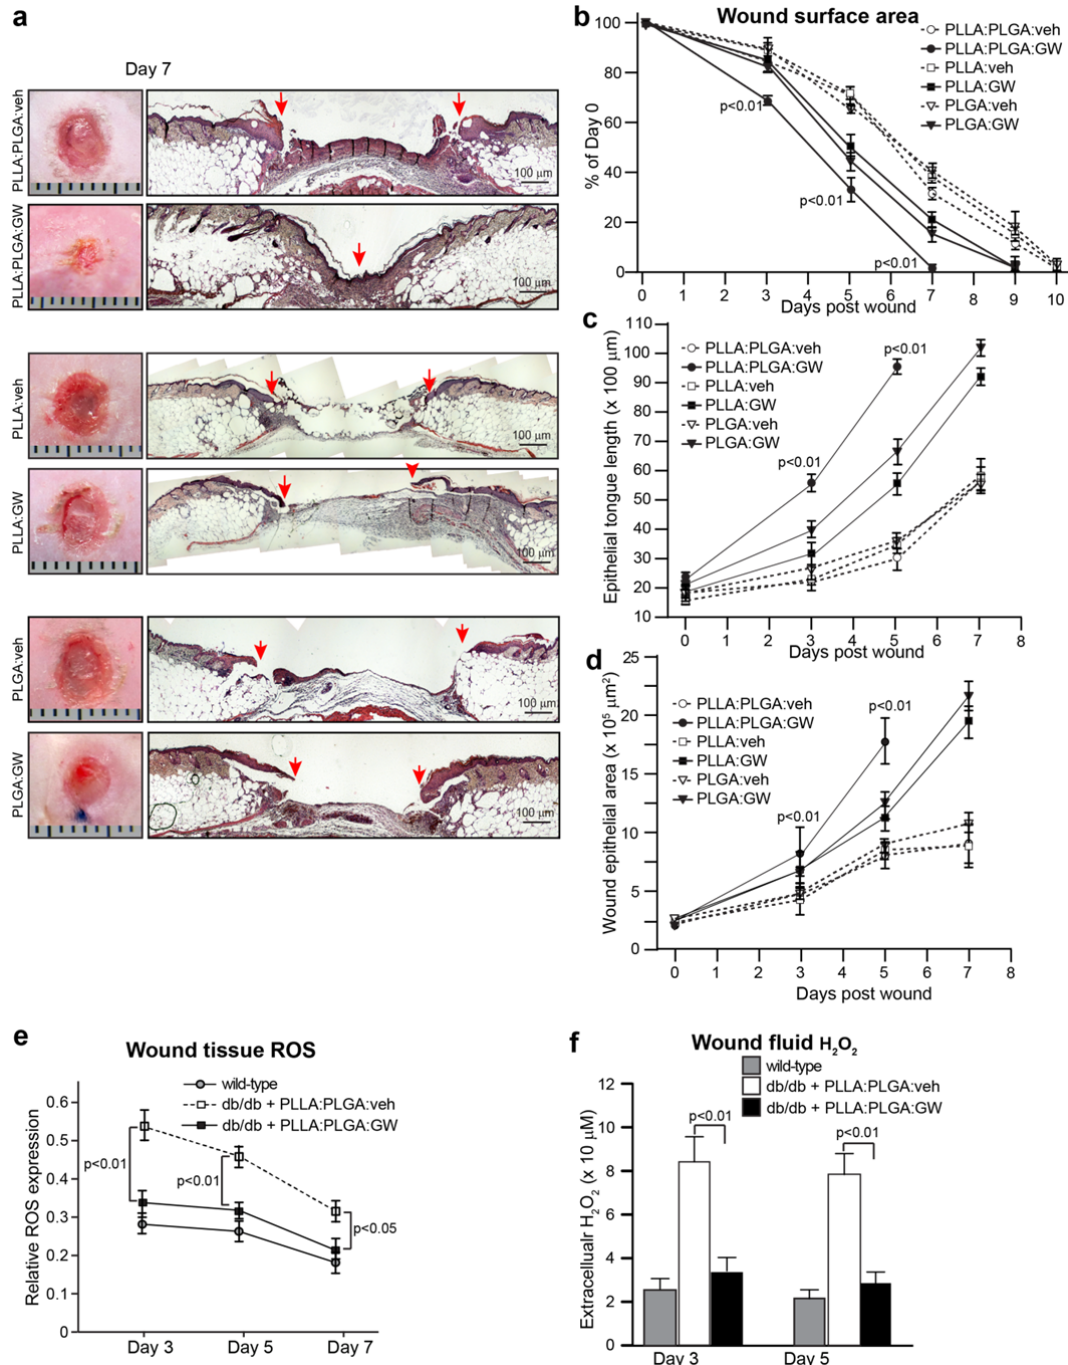 a
Day 7
PLLA:PLGA:veh
100 µm
PLLA:PLGA:GW
100 µm
PLLA:veh
100 µm
PLLA:GW
100 µm
PLGA:veh
100 µm
PLGA:GW
100 µm
b
Wound surface area
PLLA:PLGA:veh
PLLA:PLGA:GW
PLLA:veh
PLLA:GW
PLGA:veh
PLGA:GW
% of Day 0
100
80
60
40
20
0
p<0.01
p<0.01
p<0.01
0 1 2 3 4 5 6 7 8 9 10
Days post wound
c
PLLA:PLGA:veh
PLLA:PLGA:GW
PLLA:veh
PLLA:GW
PLGA:veh
PLGA:GW
Epithelial tongue length (x 100 µm)
110
100
90
80
70
60
50
40
30
20
10
p<0.01
p<0.01
0 1 2 3 4 5 6 7 8
Days post wound
d
PLLA:PLGA:veh
PLLA:PLGA:GW
PLLA:veh
PLLA:GW
PLGA:veh
PLGA:GW
Wound epithelial area (x 10⁵ µm²)
25
20
15
10
5
0
p<0.01
p<0.01
0 1 2 3 4 5 6 7 8
Days post wound
e
Wound tissue ROS
wild-type
db/db + PLLA:PLGA:veh
db/db + PLLA:PLGA:GW
Relative ROS expression
0.6
0.5
0.4
0.3
0.2
0.1
0
p<0.01
p<0.01
p<0.05
Day 3 Day 5 Day 7
f
Wound fluid H₂O₂
wild-type
db/db + PLLA:PLGA:veh
db/db + PLLA:PLGA:GW
Extracellualr H₂O₂ (x 10 µM)
12
10
8
6
4
2
0
p<0.01
p<0.01
Day 3 Day 5